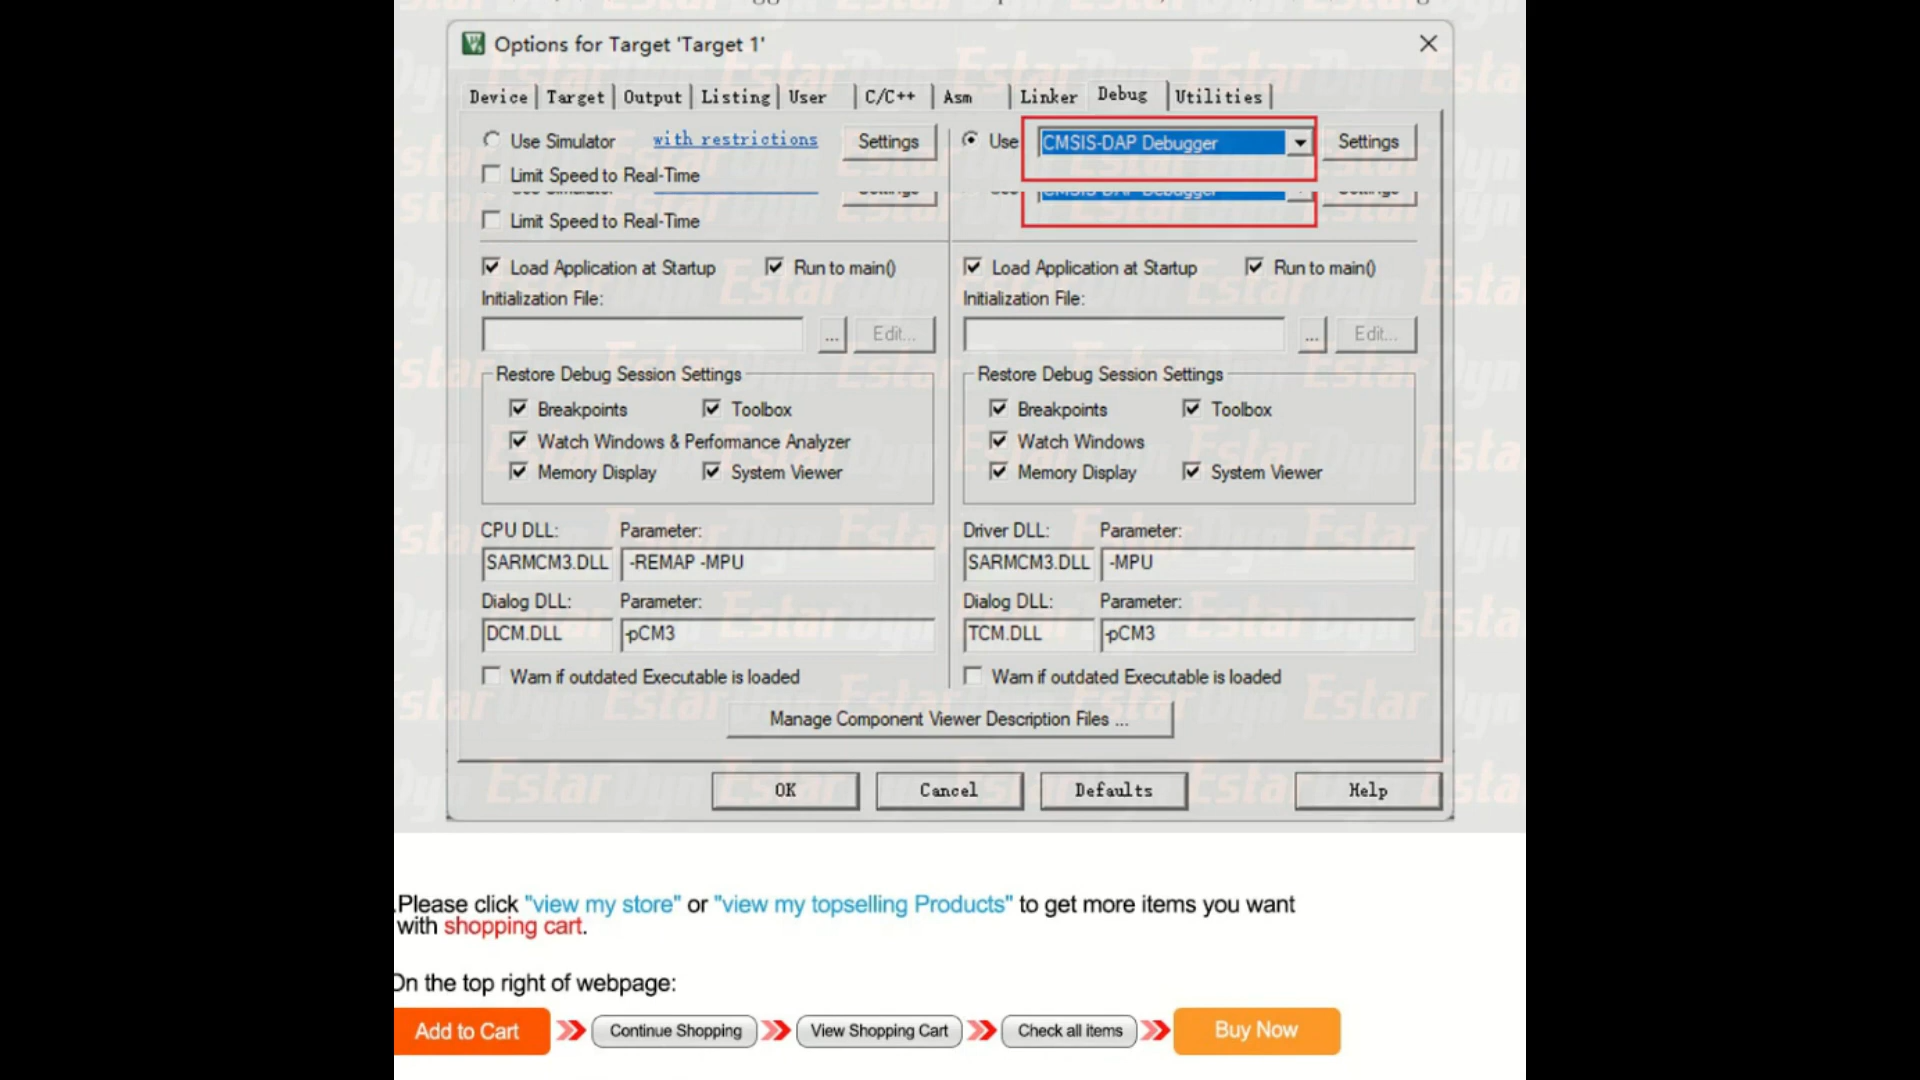 Options for Target 'Target 1'
Device Target Output Listing User C/C++ Asm Linker Debug Utilities
Use Simulator with restrictions Settings Use CMSIS-DAP Debugger Settings
Limit Speed to Real-Time
Limit Speed to Real-Time
Load Application at Startup Run to main() Load Application at Startup Run to main()
Initialization File: Initialization File:
... Edit... ... Edit...
Restore Debug Session Settings Restore Debug Session Settings
Breakpoints Toolbox Breakpoints Toolbox
Watch Windows & Performance Analyzer Watch Windows
Memory Display System Viewer Memory Display System Viewer
CPU DLL: Parameter: Driver DLL: Parameter:
SARMCM3.DLL -REMAP -MPU SARMCM3.DLL -MPU
Dialog DLL: Parameter: Dialog DLL: Parameter:
DCM.DLL -pCM3 TCM.DLL -pCM3
Warn if outdated Executable is loaded Warn if outdated Executable is loaded
Manage Component Viewer Description Files ...
OK Cancel Defaults Help
.Please click "view my store" or "view my topselling Products" to get more items you want
with shopping cart.
On the top right of webpage:
Add to Cart Continue Shopping View Shopping Cart Check all items Buy Now